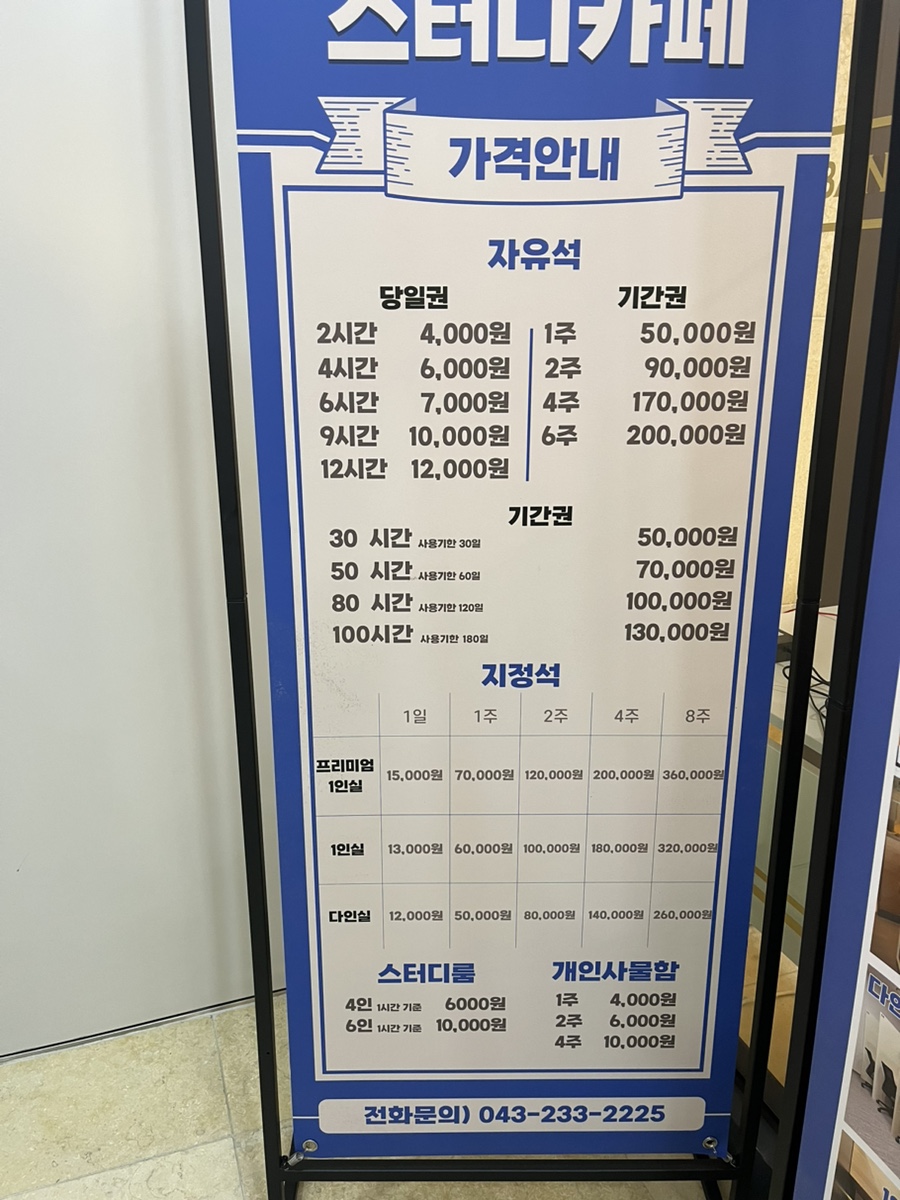 스터디카페
가격안내
자유석
당일권 기간권
2시간 4,000원 1주 50,000원
4시간 6,000원 2주 90,000원
6시간 7,000원 4주 170,000원
9시간 10,000원 6주 200,000원
12시간 12,000원
기간권
30 시간 사용기한 30일 50,000원
50 시간 사용기한 60일 70,000원
80 시간 사용기한 120일 100,000원
100시간 사용기한 180일 130,000원
지정석
1일 1주 2주 4주 8주
프리미엄
1인실 15,000원 70,000원 120,000원 200,000원 360,000원
1인실 13,000원 60,000원 100,000원 180,000원 320,000원
다인실 12,000원 50,000원 80,000원 140,000원 260,000원
스터디룸 개인사물함
4인 1시간 기준 6000원 1주 4,000원
6인 1시간 기준 10,000원 2주 6,000원
4주 10,000원
전화문의) 043-233-2225